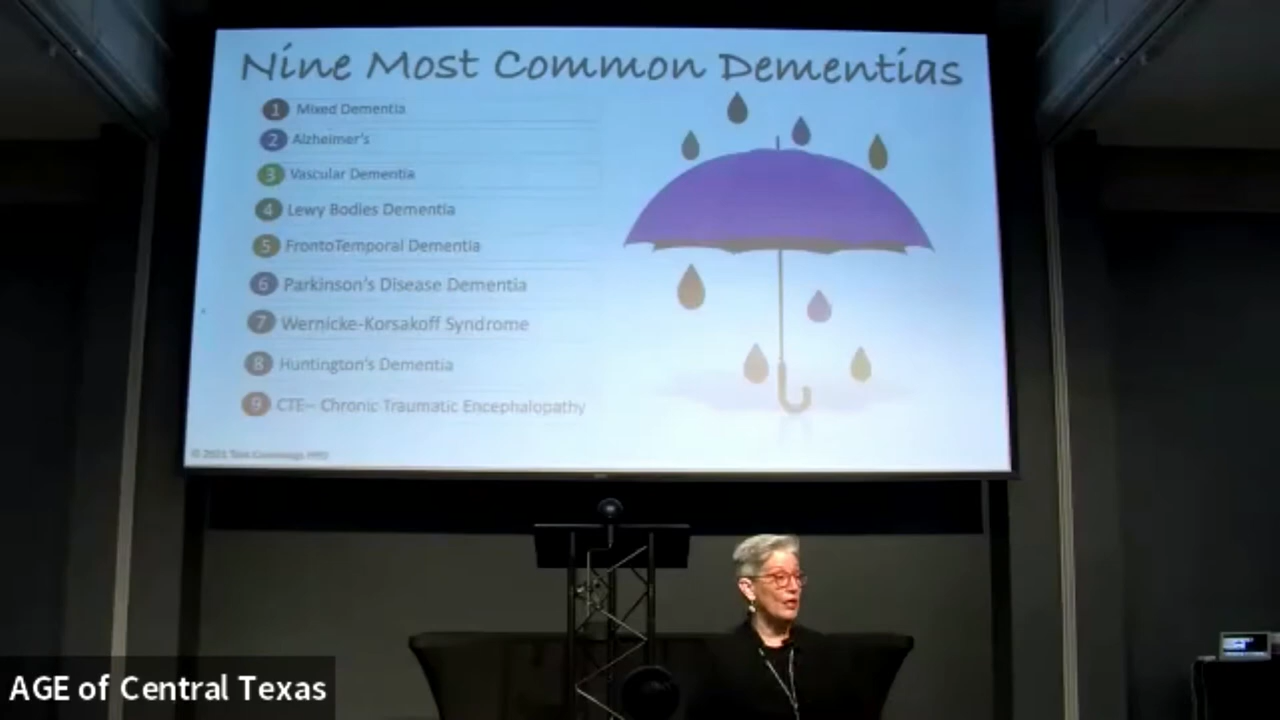 Nine Most Common Dementias
1 Mixed Dementia
2 Alzheimer's
3 Vascular Dementia
4 Lewy Bodies Dementia
5 FrontoTemporal Dementia
6 Parkinson's Disease Dementia
7 Wernicke-Korsakoff Syndrome
8 Huntington's Dementia
9 CTE– Chronic Traumatic Encephalopathy
© 2021
AGE of Central Texas